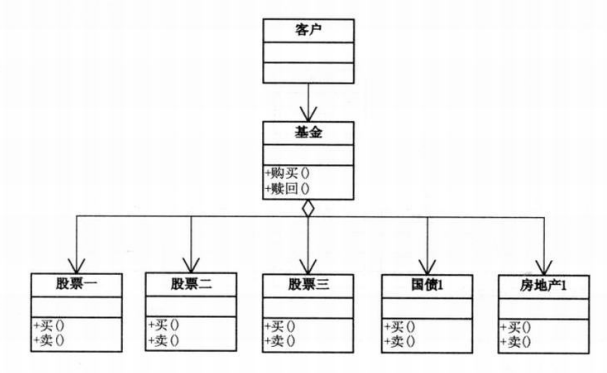 客户
基金
+购买()
+赎回()
股票一
股票二
股票三
国债1
房地产1
+买()
+卖()
+买()
+卖()
+买()
+卖()
+买()
+卖()
+买()
+卖()